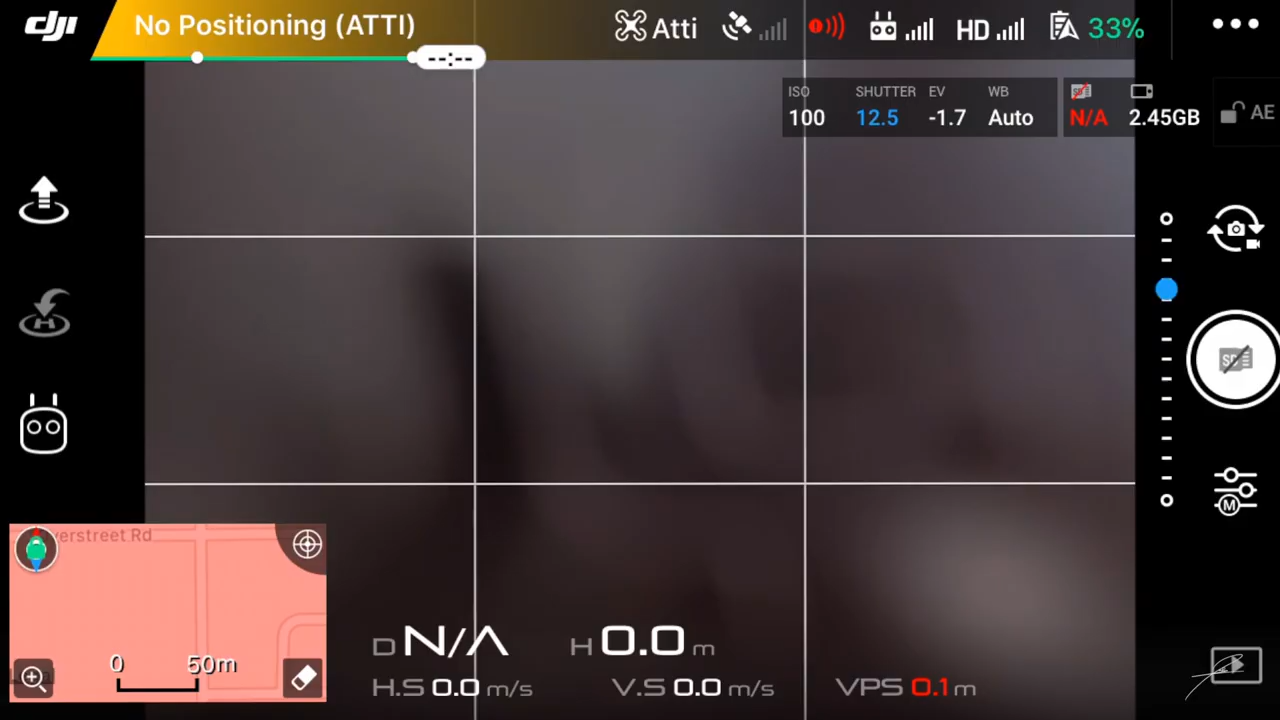 dji No Positioning (ATTI) Atti HD 33%
--:--
ISO SHUTTER EV WB
100 12.5 -1.7 Auto N/A 2.45GB AE
SD
M
verstreet Rd
0 50m
D N/A H 0.0 m
H.S 0.0 m/s V.S 0.0 m/s VPS 0.1 m